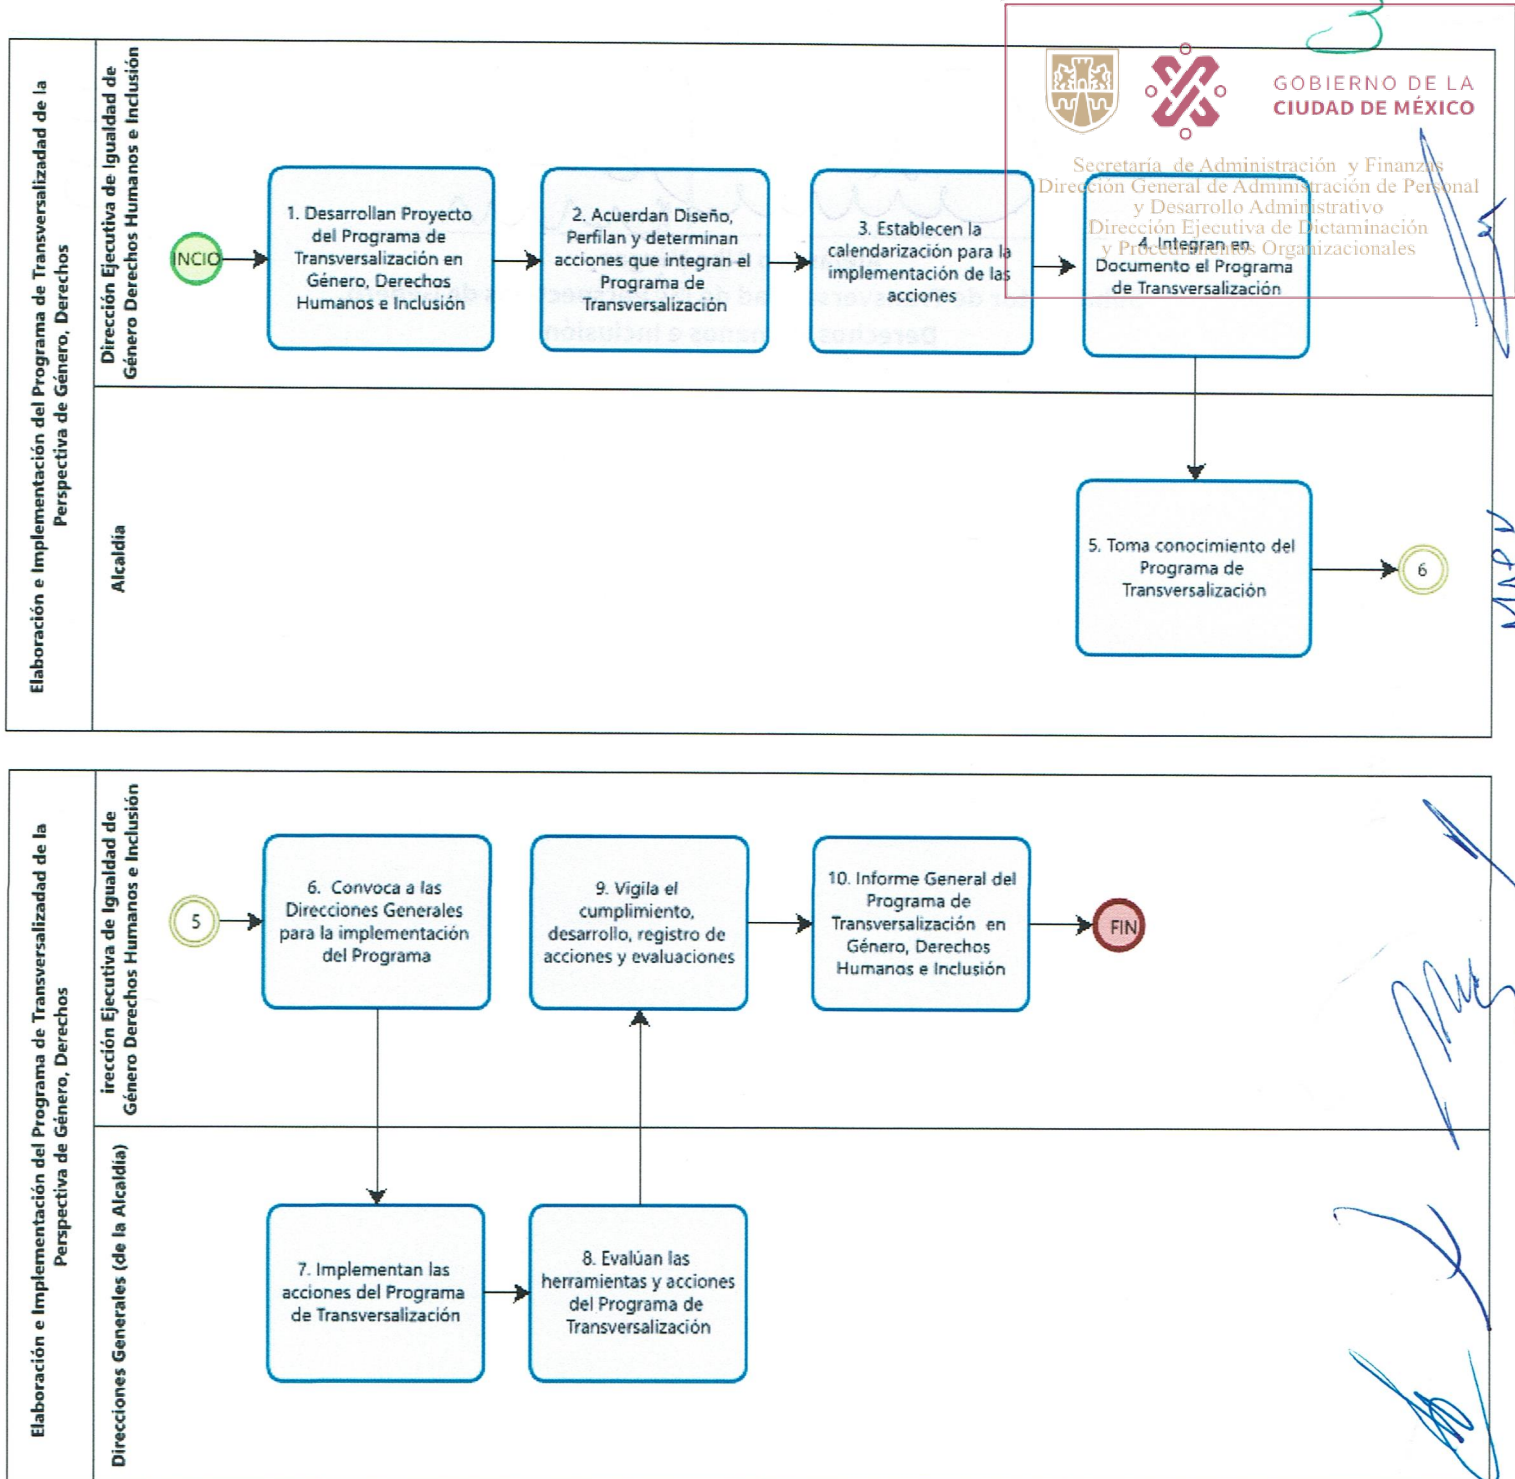 Elaboración e Implementación del Programa de Transversalizadad de la
Perspectiva de Género, Derechos
Dirección Ejecutiva de Igualdad de
Género Derechos Humanos e Inclusión
GOBIERNO DE LA
CIUDAD DE MÉXICO
Secretaría de Administración y Finanzas
Dirección General de Administración de Personal
y Desarrollo Administrativo
Dirección Ejecutiva de Dictaminación
y Procedimientos Organizacionales
INCIO
1. Desarrollan Proyecto
del Programa de
Transversalización en
Género, Derechos
Humanos e Inclusión
2. Acuerdan Diseño,
Perfilan y determinan
acciones que integran el
Programa de
Transversalización
3. Establecen la
calendarización para la
implementación de las
acciones
4. Integran en
Documento el Programa
de Transversalización
Alcaldía
5. Toma conocimiento del
Programa de
Transversalización
6
Elaboración e Implementación del Programa de Transversalizadad de la
Perspectiva de Género, Derechos
irección Ejecutiva de Igualdad de
Género Derechos Humanos e Inclusión
5
6. Convoca a las
Direcciones Generales
para la implementación
del Programa
9. Vigila el
cumplimiento,
desarrollo, registro de
acciones y evaluaciones
10. Informe General del
Programa de
Transversalización en
Género, Derechos
Humanos e Inclusión
FIN
Direcciones Generales (de la Alcaldía)
7. Implementan las
acciones del Programa
de Transversalización
8. Evalúan las
herramientas y acciones
del Programa de
Transversalización